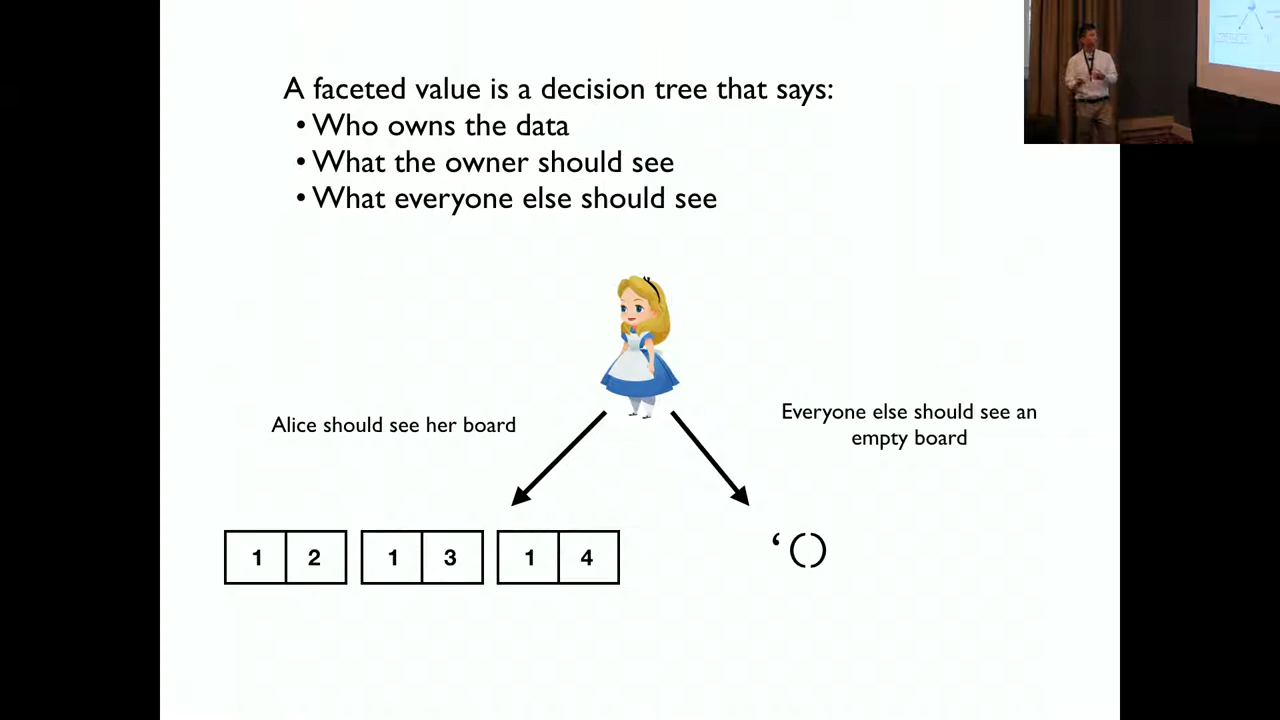 A faceted value is a decision tree that says:
• Who owns the data
• What the owner should see
• What everyone else should see
Alice should see her board
Everyone else should see an
empty board
1 2 1 3 1 4
‘()